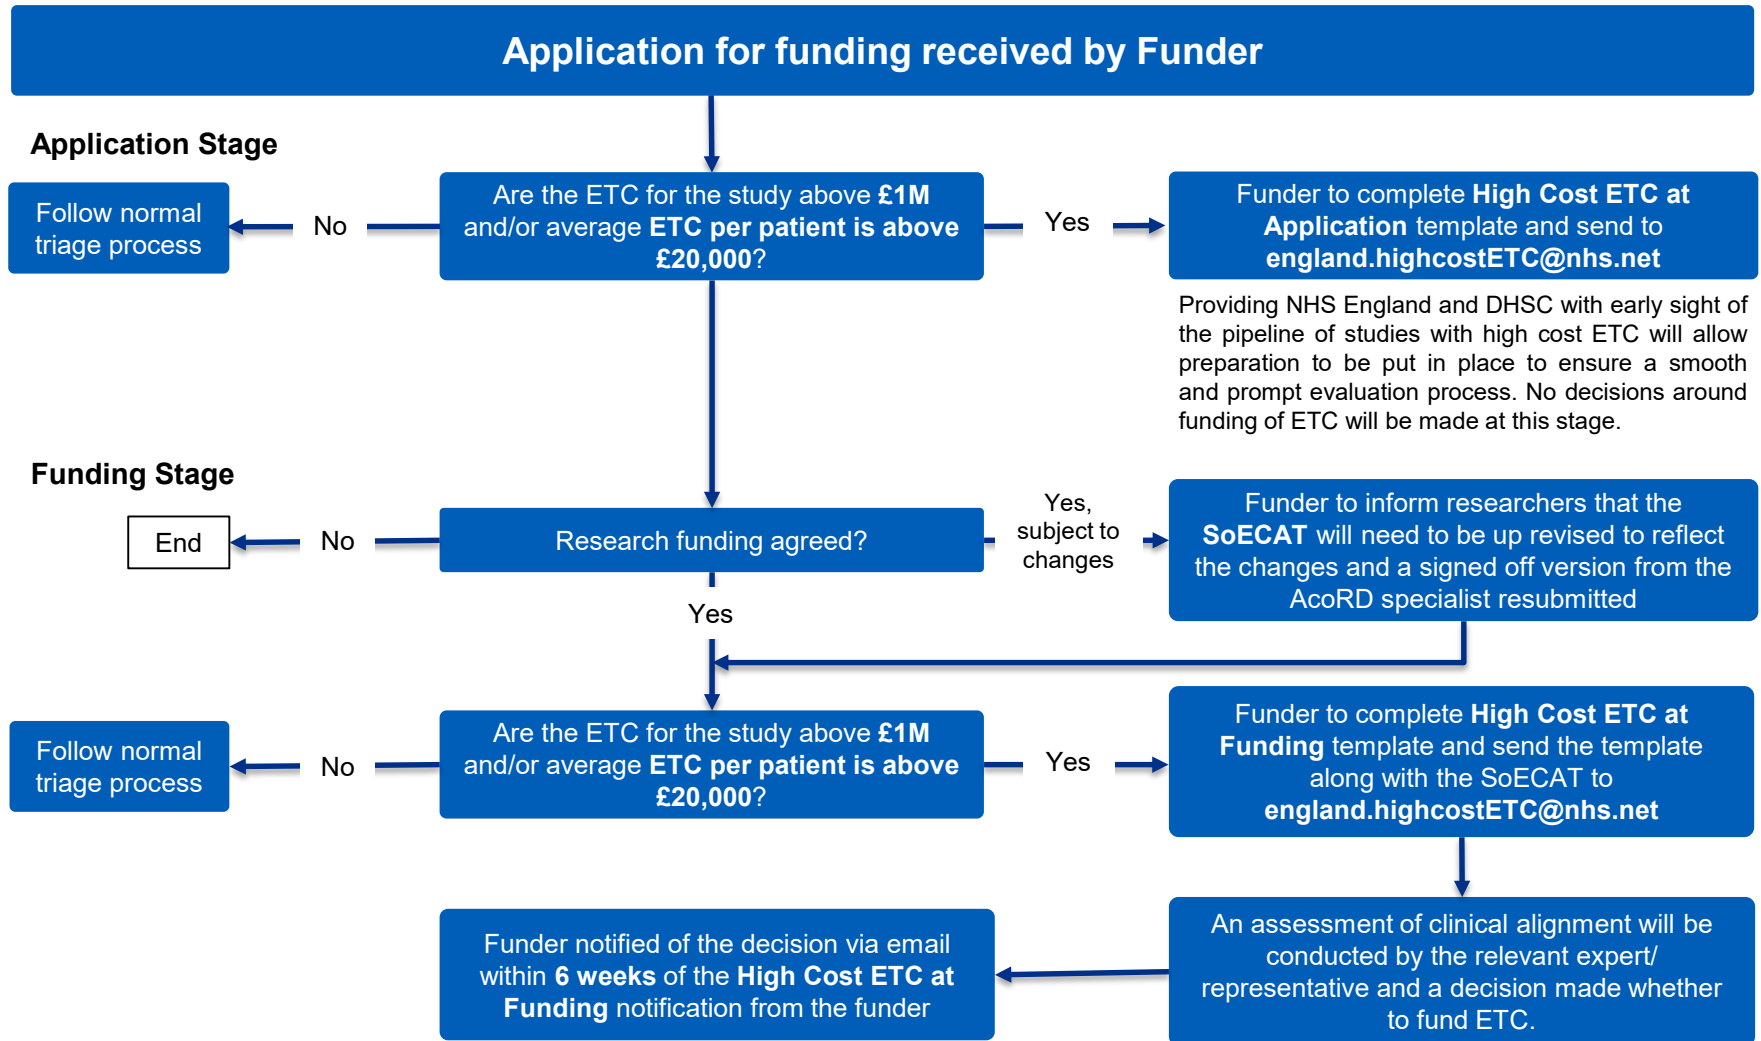 Application for funding received by Funder
Application Stage
Follow normal
triage process
No
Are the ETC for the study above £1M
and/or average ETC per patient is above
£20,000?
Yes
Funder to complete High Cost ETC at
Application template and send to
england.highcostETC@nhs.net
Providing NHS England and DHSC with early sight of
the pipeline of studies with high cost ETC will allow
preparation to be put in place to ensure a smooth
and prompt evaluation process. No decisions around
funding of ETC will be made at this stage.
Funding Stage
End
No
Research funding agreed?
Yes,
subject to
changes
Funder to inform researchers that the
SoECAT will need to be up revised to reflect
the changes and a signed off version from the
AcoRD specialist resubmitted
Yes
Follow normal
triage process
No
Are the ETC for the study above £1M
and/or average ETC per patient is above
£20,000?
Yes
Funder to complete High Cost ETC at
Funding template and send the template
along with the SoECAT to
england.highcostETC@nhs.net
Funder notified of the decision via email
within 6 weeks of the High Cost ETC at
Funding notification from the funder
An assessment of clinical alignment will be
conducted by the relevant expert/
representative and a decision made whether
to fund ETC.